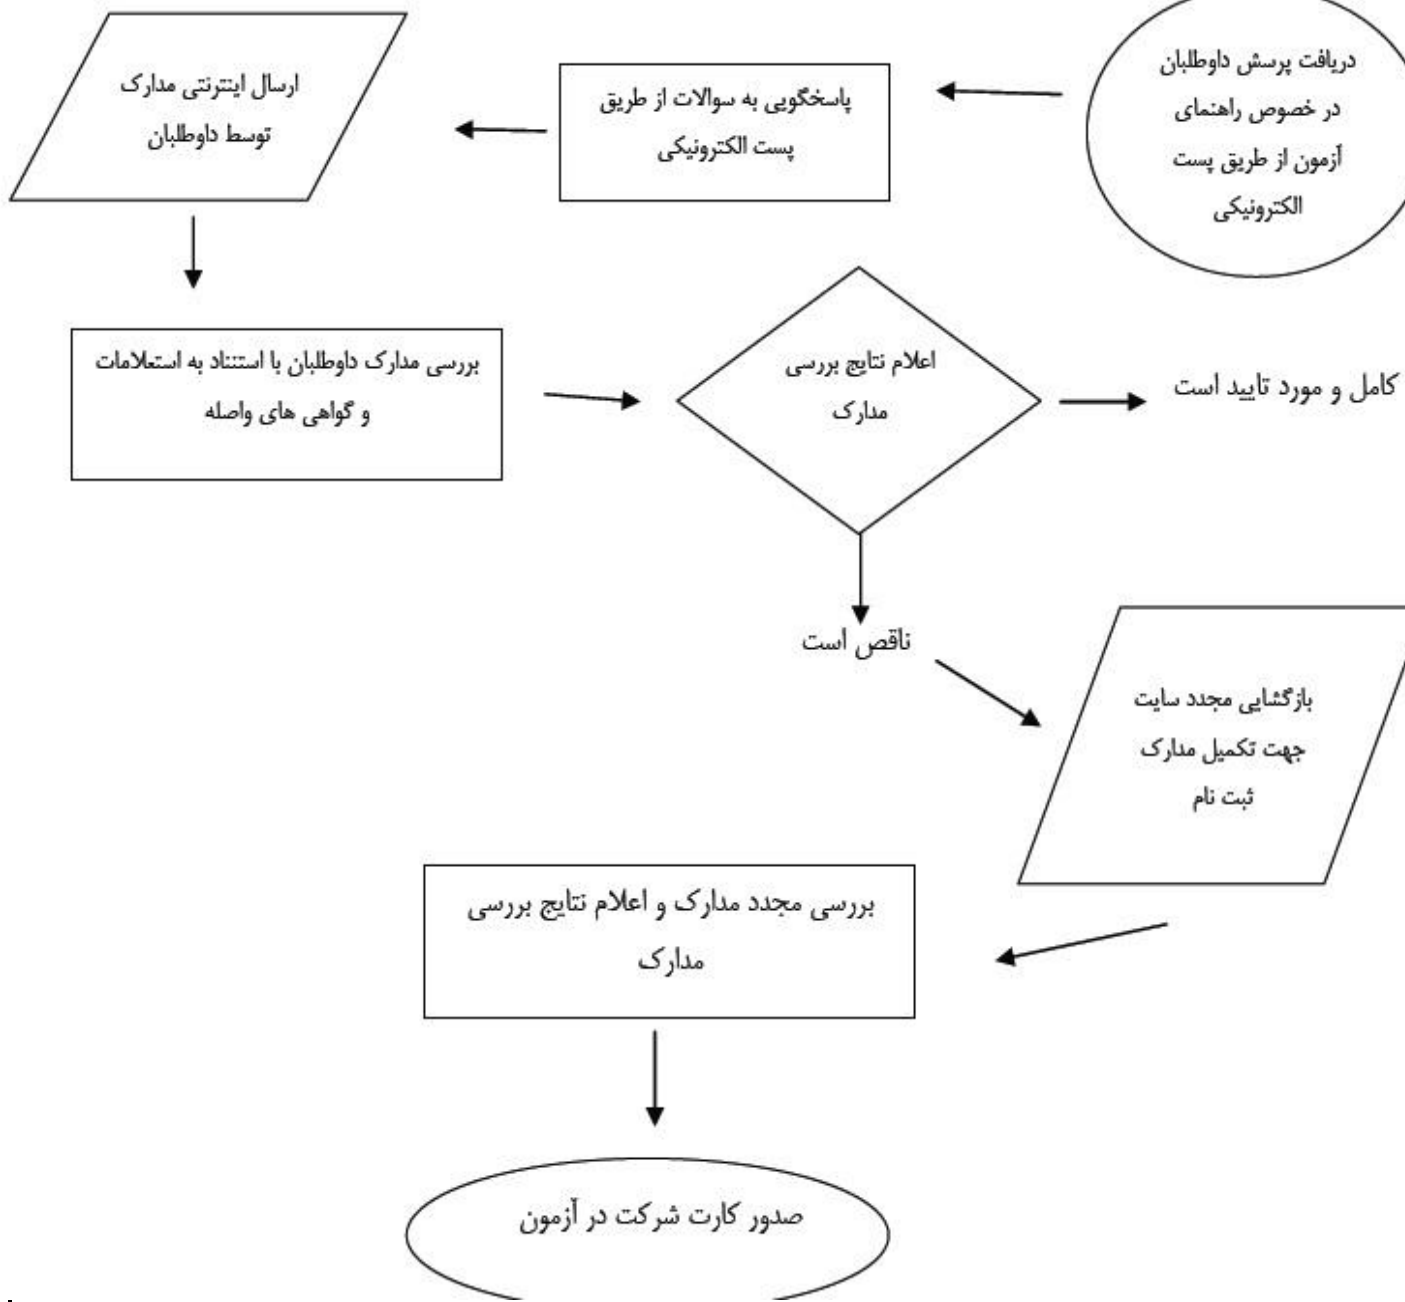 دریافت پرسش داوطلبان
در خصوص راهنمای
آزمون از طریق پست
الکترونیکی
پاسخگویی به سوالات از طریق
پست الکترونیکی
ارسال اینترنتی مدارک
توسط داوطلبان
بررسی مدارک داوطلبان با استناد به استعلامات
و گواهی های واصله
اعلام نتایج بررسی
مدارک
کامل و مورد تایید است
ناقص است
بازگشایی مجدد سایت
جهت تکمیل مدارک
ثبت نام
بررسی مجدد مدارک و اعلام نتایج بررسی
مدارک
صدور کارت شرکت در آزمون